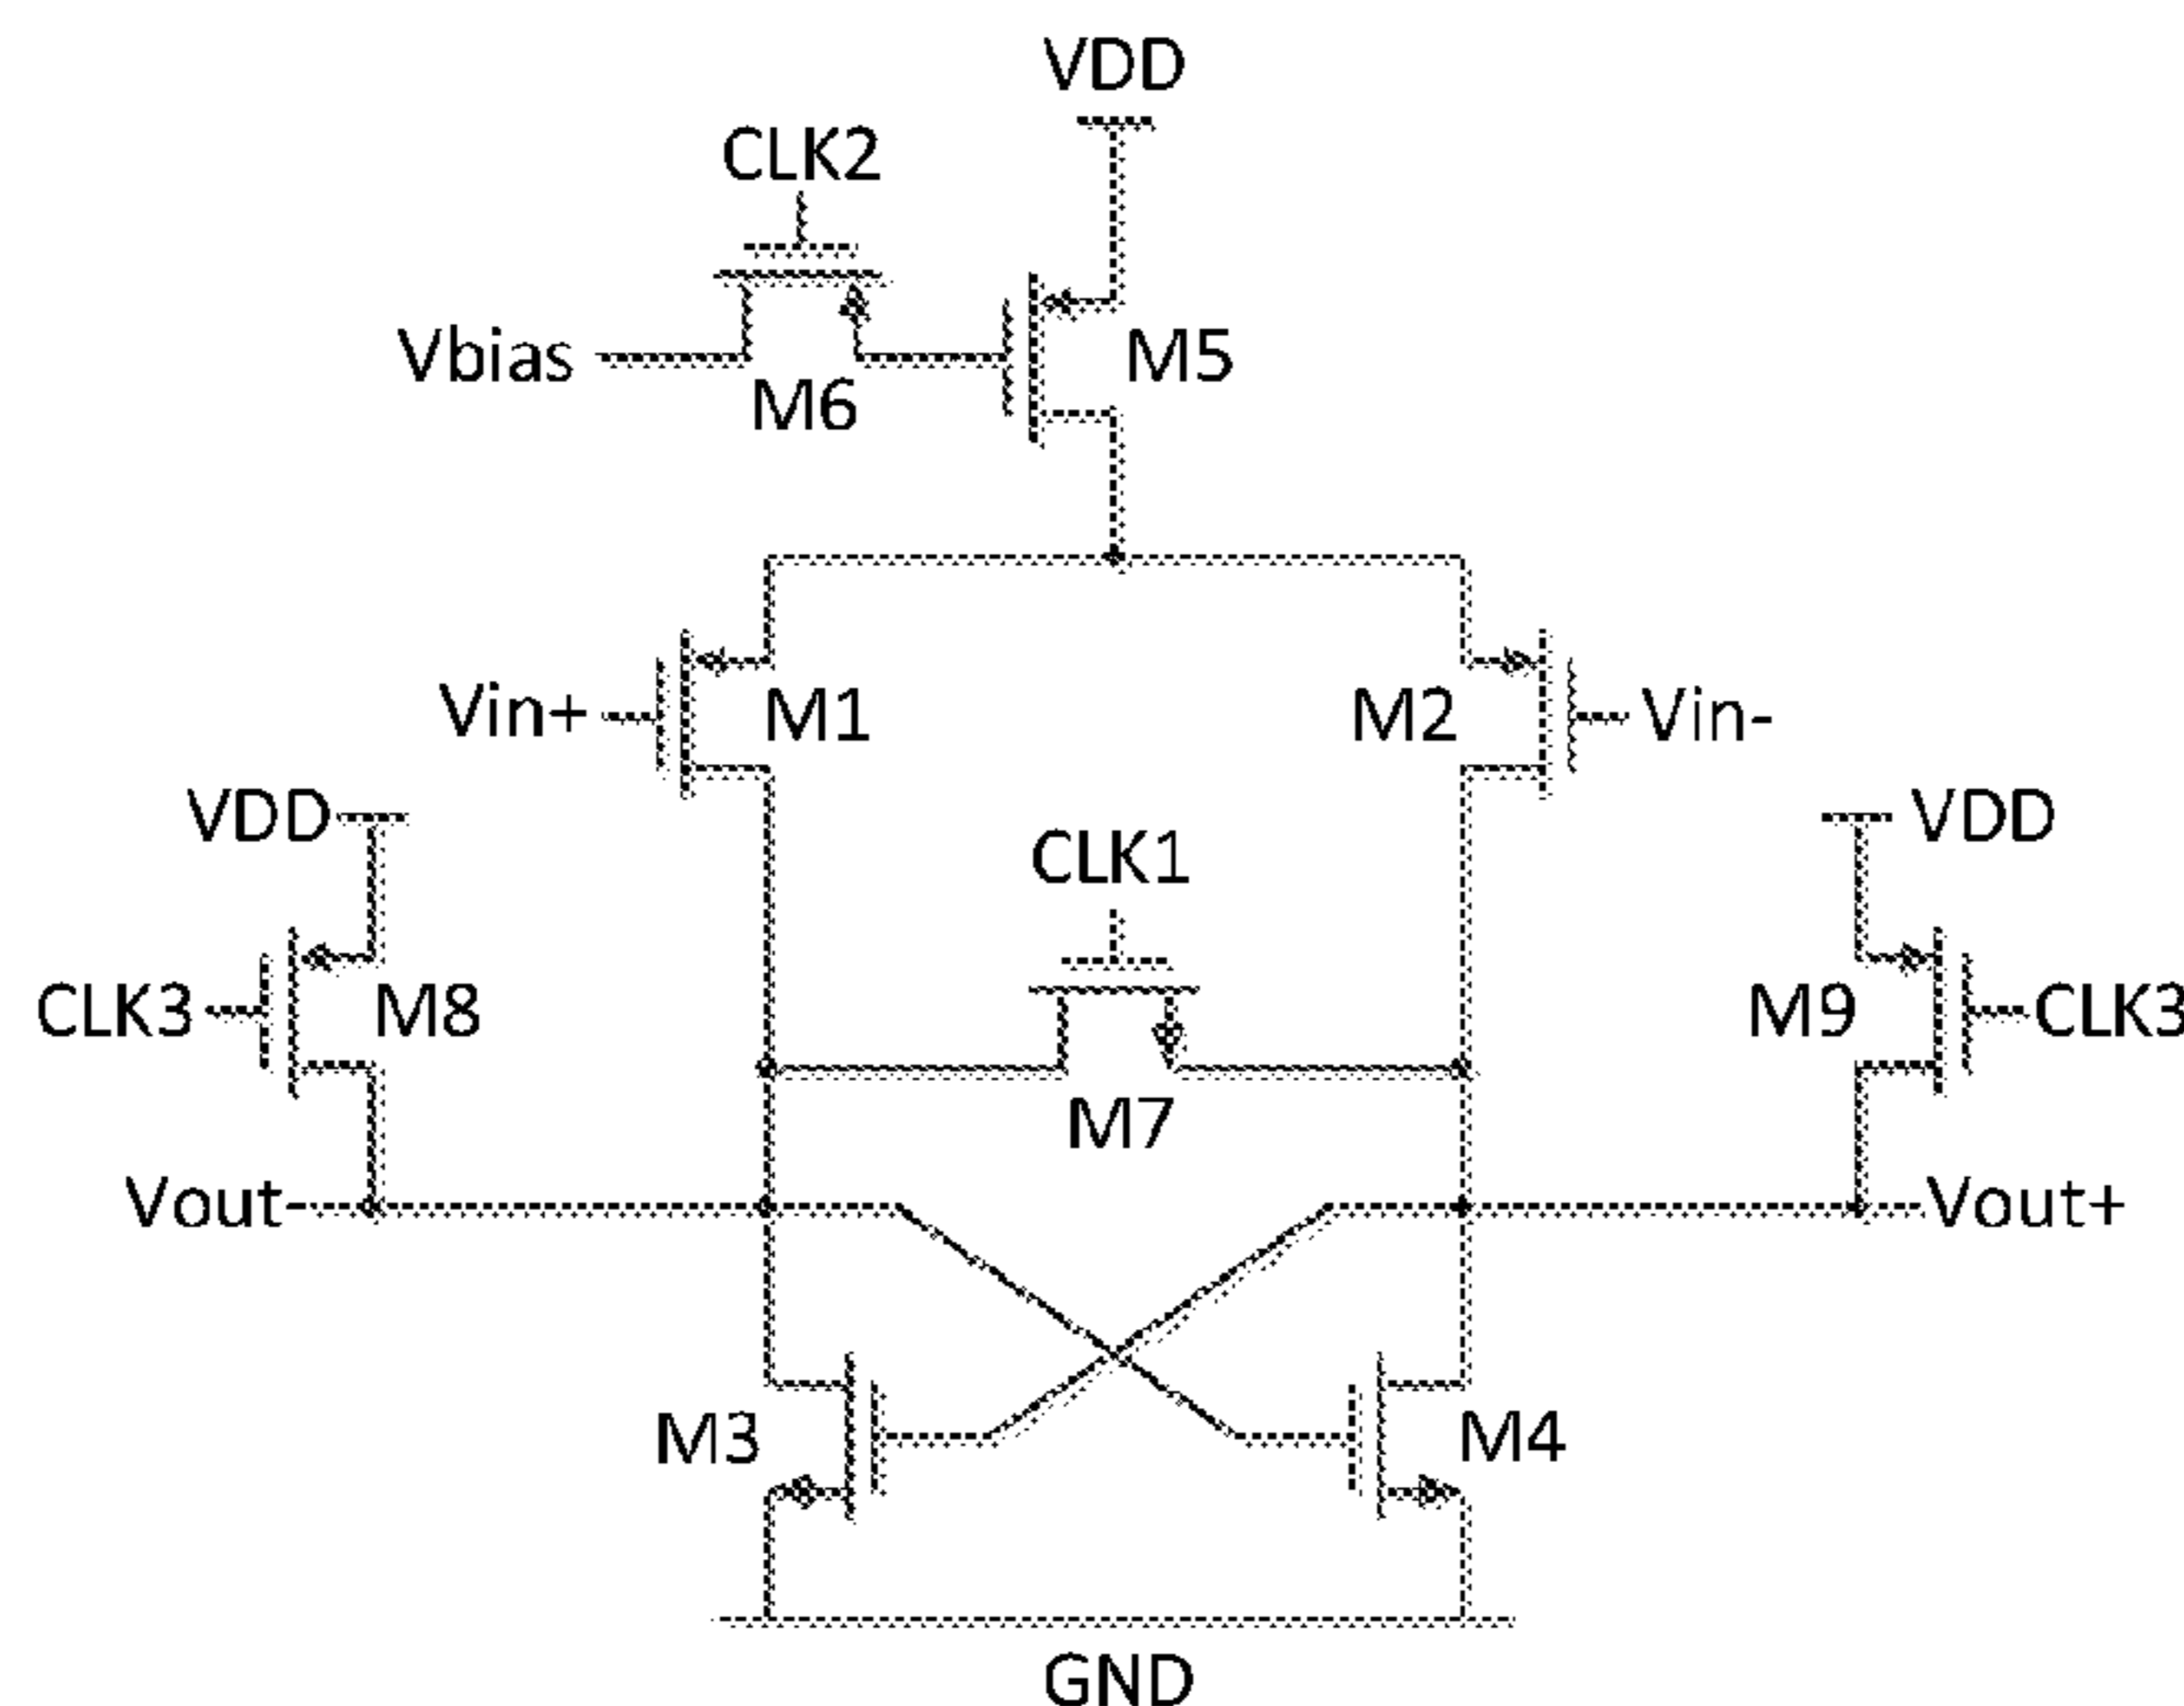 VDD
CLK2
Vbias
M6
M5
Vin+
M1
M2
Vin-
VDD
CLK1
VDD
CLK3
M8
M9
CLK3
M7
Vout-
Vout+
M3
M4
GND